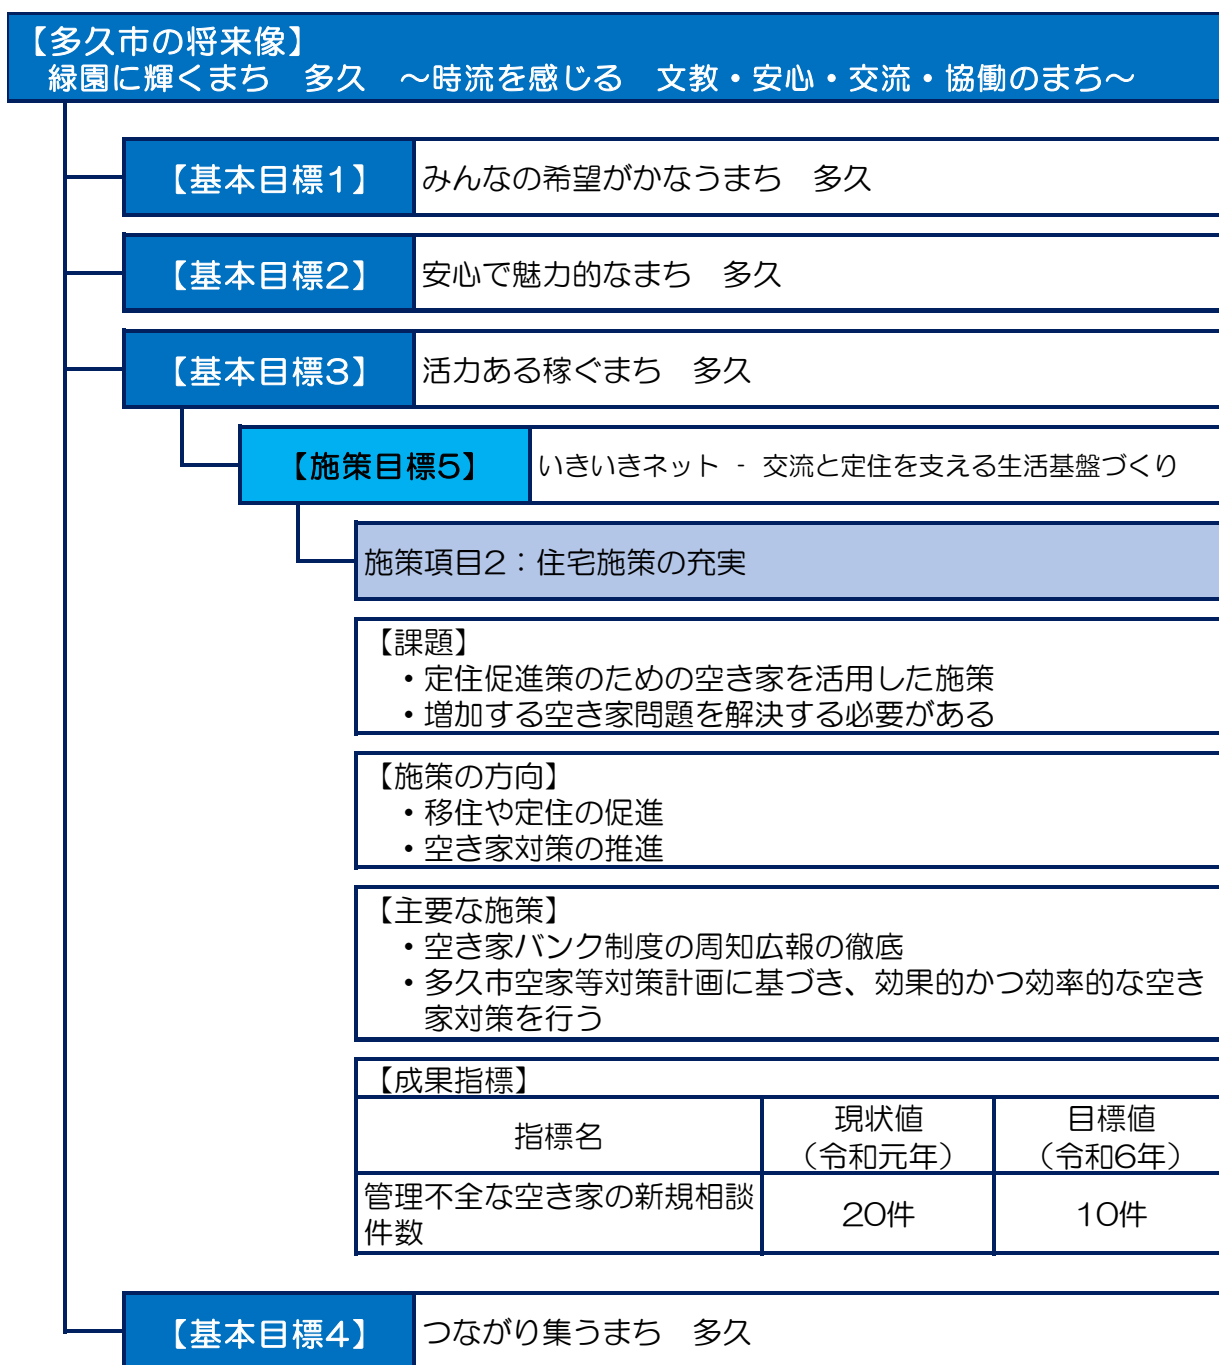 【多久市の将来像】
緑園に輝くまち　多久　～時流を感じる　文教・安心・交流・協働のまち～
【基本目標1】　みんなの希望がかなうまち　多久
【基本目標2】　安心で魅力的なまち　多久
【基本目標3】　活力ある稼ぐまち　多久
【施策目標5】　いきいきネット - 交流と定住を支える生活基盤づくり
施策項目2：住宅施策の充実
【課題】
・定住促進策のための空き家を活用した施策
・増加する空き家問題を解決する必要がある
【施策の方向】
・移住や定住の促進
・空き家対策の推進
【主要な施策】
・空き家バンク制度の周知広報の徹底
・多久市空家等対策計画に基づき、効果的かつ効率的な空き
家対策を行う
【成果指標】
指標名
現状値
（令和元年）
目標値
（令和6年）
管理不全な空き家の新規相談
件数
20件
10件
【基本目標4】　つながり集うまち　多久